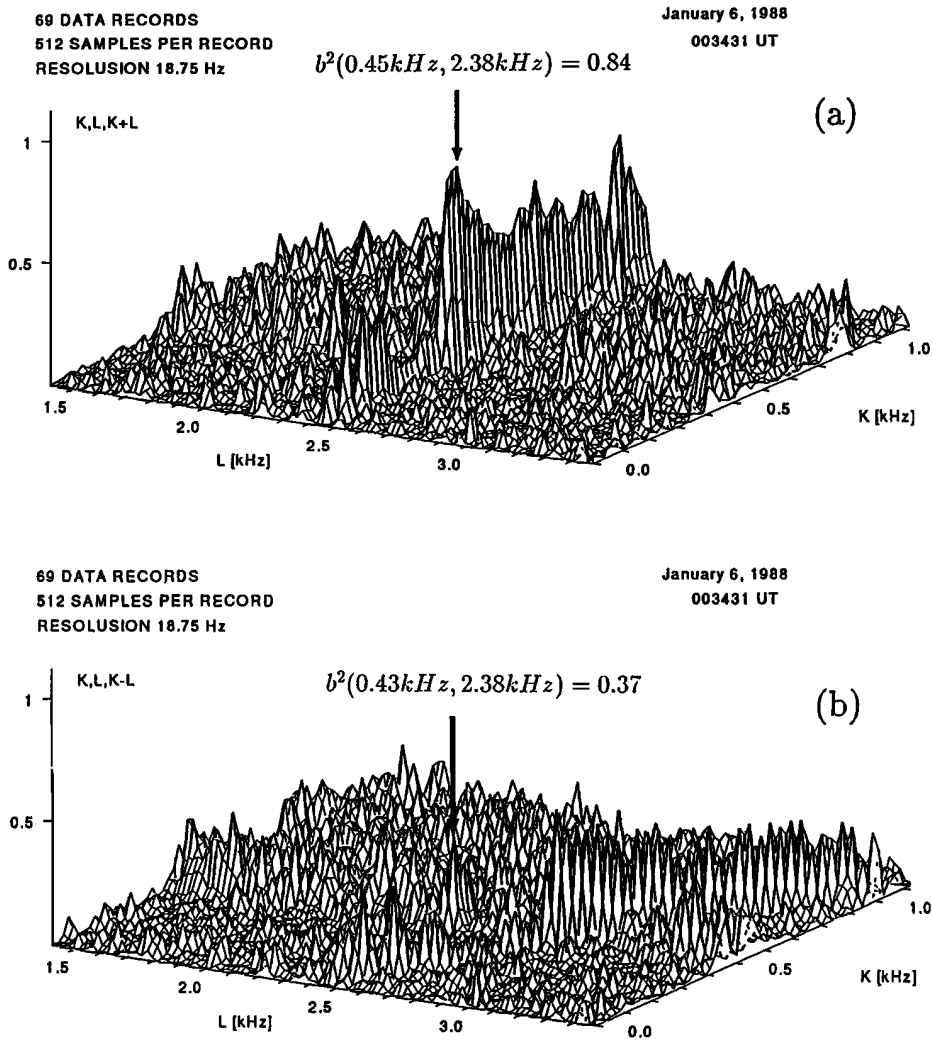 69 DATA RECORDS
512 SAMPLES PER RECORD
RESOLUSION 18.75 Hz
January 6, 1988
003431 UT
b²(0.45kHz, 2.38kHz) = 0.84
(a)
K,L,K+L
1
0.5
1.5
2.0
2.5
3.0
L [kHz]
0.0
0.5
1.0
K [kHz]
69 DATA RECORDS
512 SAMPLES PER RECORD
RESOLUSION 18.75 Hz
January 6, 1988
003431 UT
b²(0.43kHz, 2.38kHz) = 0.37
(b)
K,L,K-L
1
0.5
1.5
2.0
2.5
3.0
L [kHz]
0.0
0.5
1.0
K [kHz]